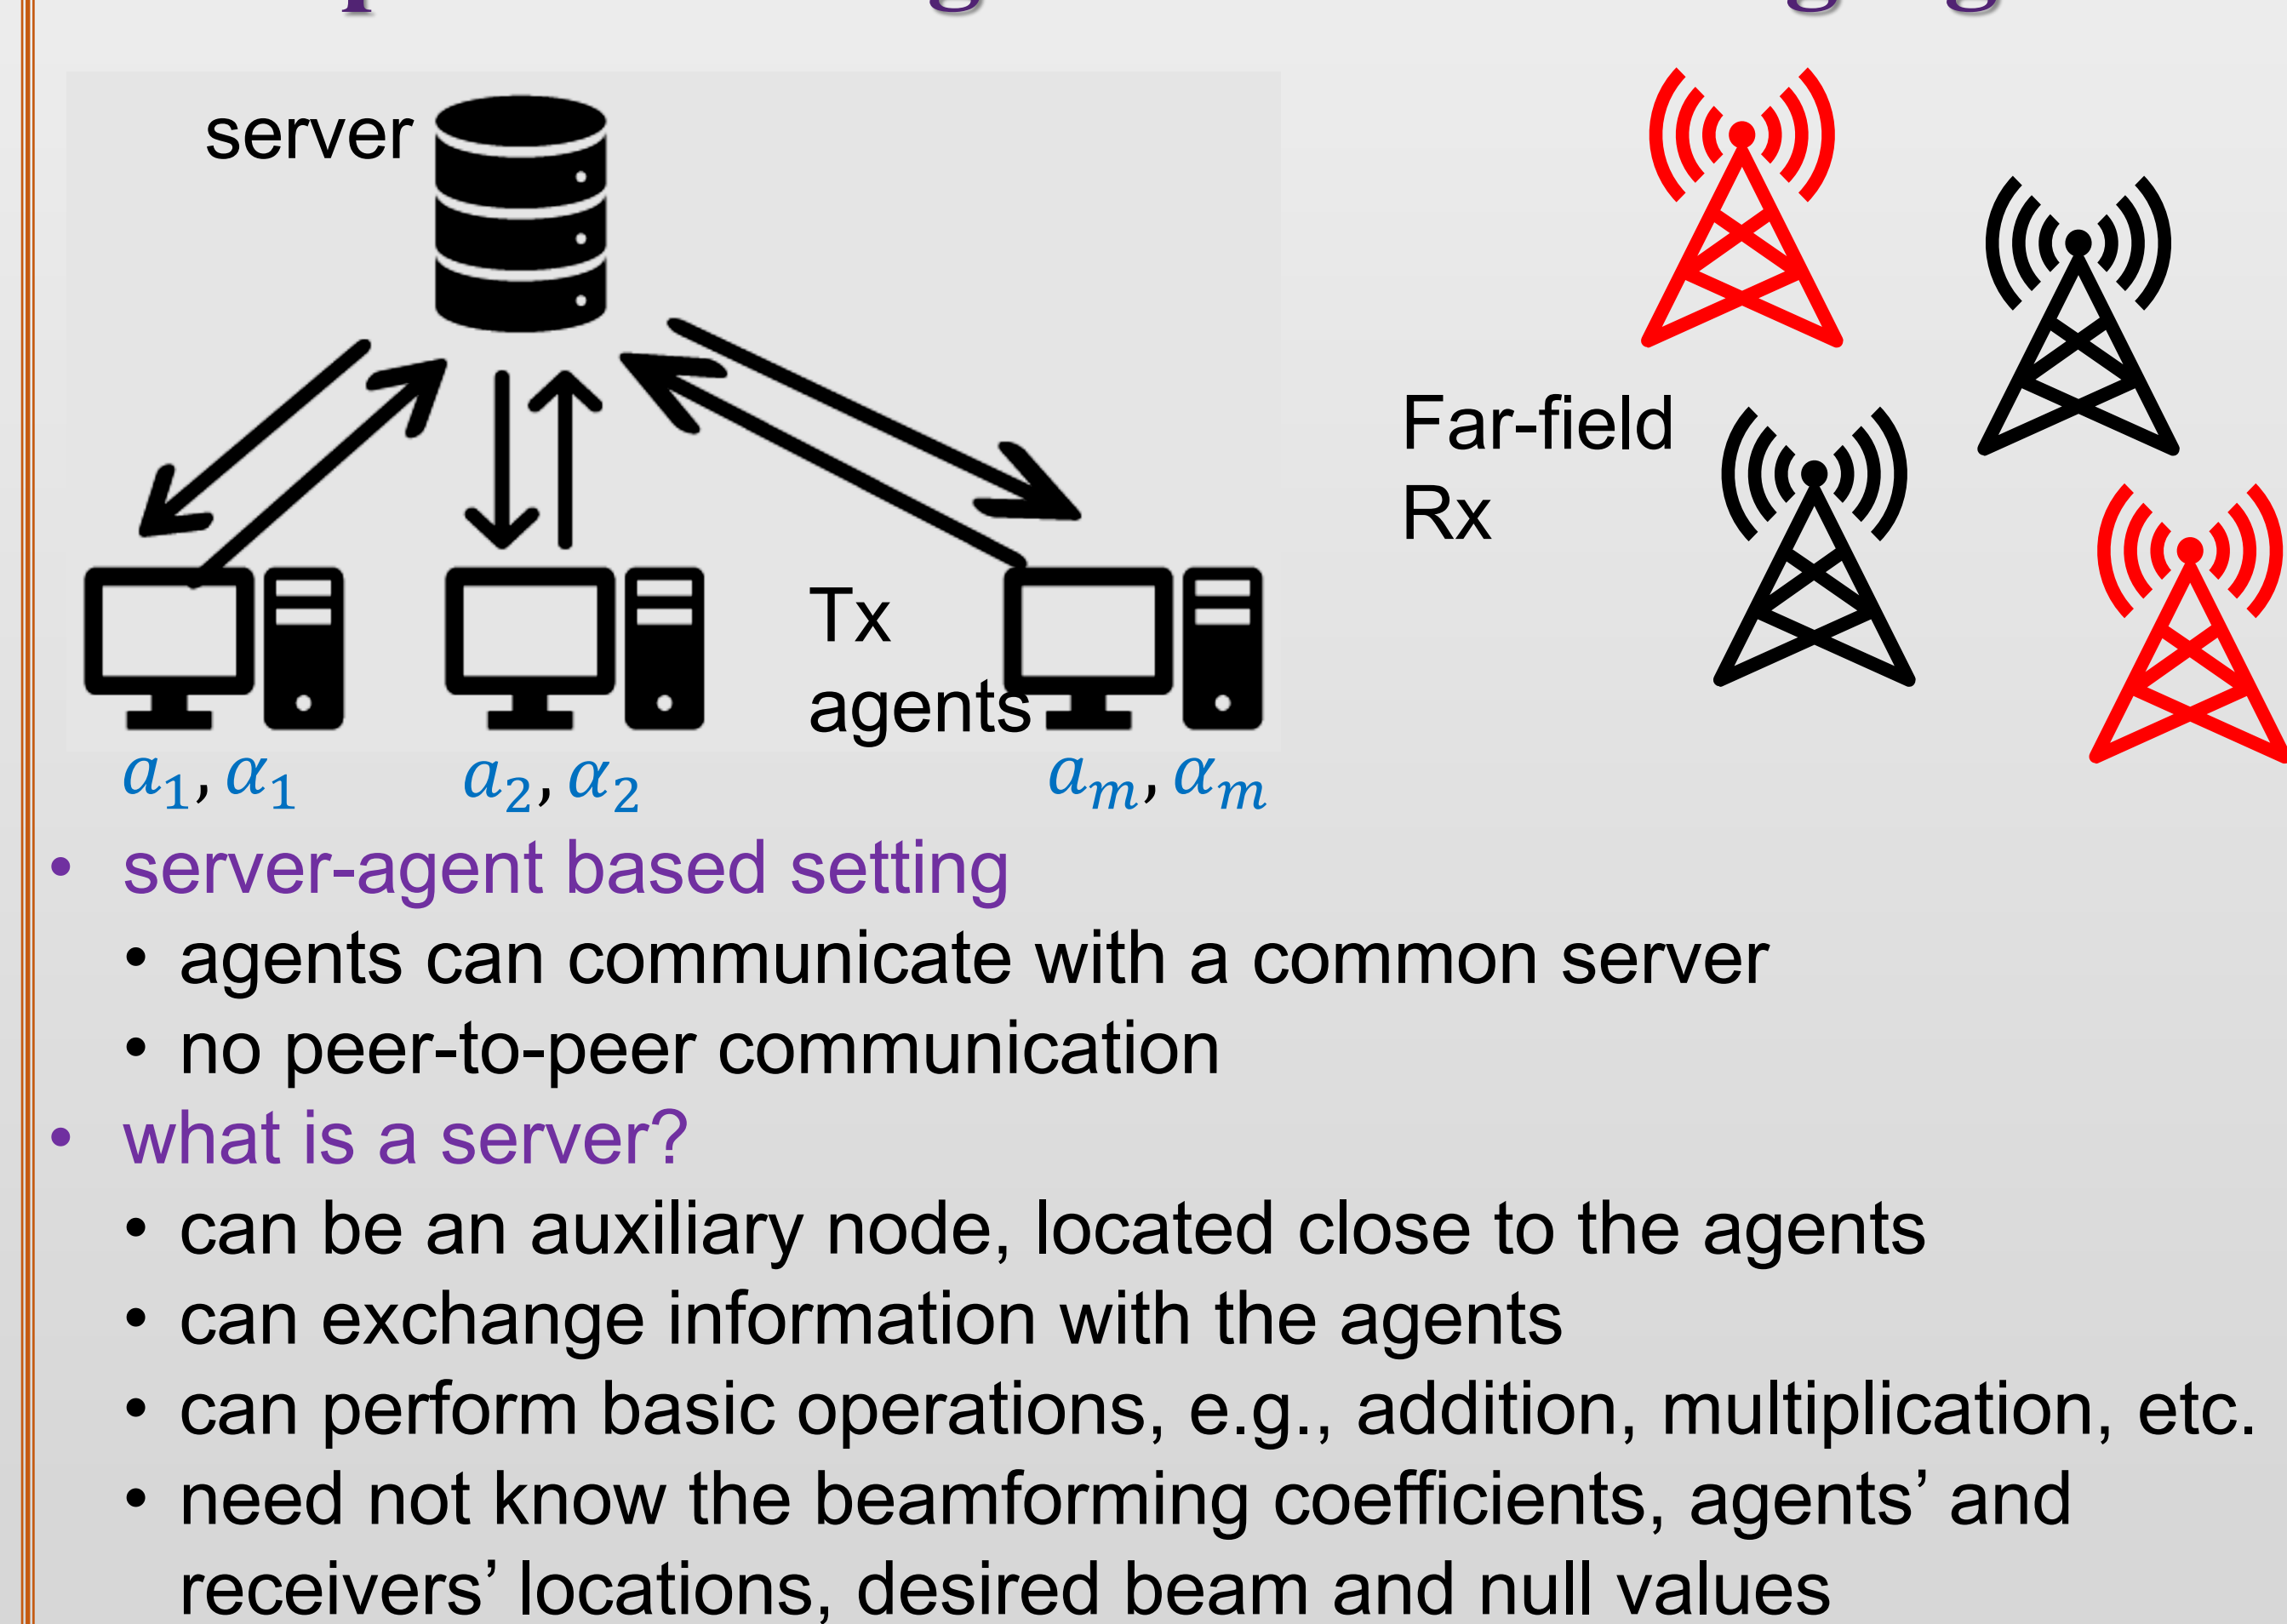 server
Far-field
Rx
Tx
agents
a₁, α₁
a₂, α₂
aₘ, αₘ
• server-agent based setting
• agents can communicate with a common server
• no peer-to-peer communication
• what is a server?
• can be an auxiliary node, located close to the agents
• can exchange information with the agents
• can perform basic operations, e.g., addition, multiplication, etc.
• need not know the beamforming coefficients, agents’ and
receivers’ locations, desired beam and null values